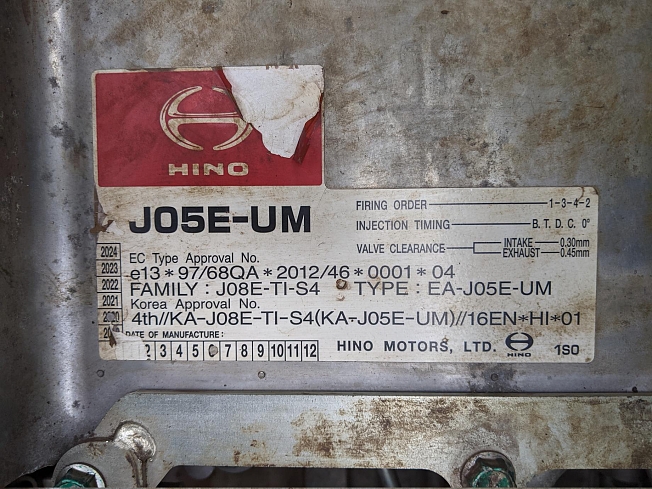 HINO
J05E-UM
FIRING ORDER 1-3-4-2
INJECTION TIMING B.T.D.C. 0°
VALVE CLEARANCE INTAKE 0.30mm
EXHAUST 0.45mm
2024
2023
2022
2021
EC Type Approval No.
e13*97/68QA*2012/46*0001*04
FAMILY : J08E-TI-S4 TYPE : EA-J05E-UM
Korea Approval No.
4th//KA-J08E-TI-S4(KA-J05E-UM)//16EN*HI*01
DATE OF MANUFACTURE:
2 3 4 5 6 7 8 9 10 11 12
HINO MOTORS, LTD. HINO 1S0